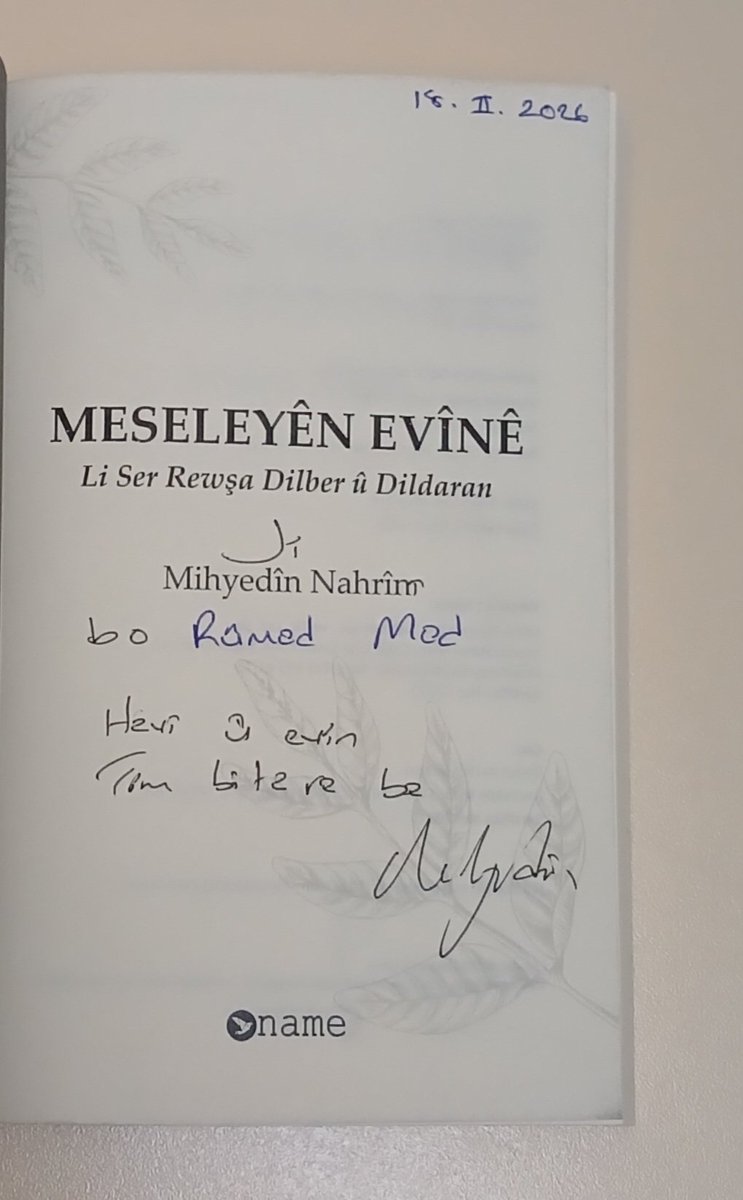 18. II. 2026
MESELEYÊN EVÎNÊ
Li Ser Rewşa Dilber û Dildaran
Ji
Mihyedîn Nahrîm
bo Ramed Med
Hevî û evîn
Tim bi te re be
name